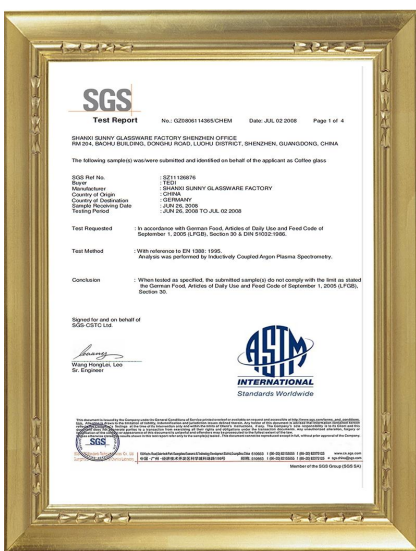 SGS
Test Report No.: GZ0806114365/CHEM Date: JUL 02 2008 Page 1 of 4
SHANXI SUNNY GLASSWARE FACTORY SHENZHEN OFFICE
RM 204, BAOHU BUILDING, DONGHU ROAD, LUOHU DISTRICT, SHENZHEN, GUANGDONG, CHINA
The following sample(s) was/were submitted and identified on behalf of the applicant as Coffee glass
SGS Ref No. : SZ11126876
Buyer : TEDI
Manufacturer : SHANXI SUNNY GLASSWARE FACTORY
Country of Origin : CHINA
Country of Destination : GERMANY
Sample Receiving Date : JUN 26, 2008
Testing Period : JUN 26, 2008 TO JUL 02 2008
Test Requested : In accordance with German Food, Articles of Daily Use and Feed Code of
September 1, 2005 (LFGB), Section 30 & DIN 51032:1986.
Test Method : With reference to EN 1388: 1995.
Analysis was performed by Inductively Coupled Argon Plasma Spectrometry.
Conclusion : When tested as specified, the submitted sample(s) do not comply with the limit as stated
the German Food, Articles of Daily Use and Feed Code of September 1, 2005 (LFGB),
Section 30.
Signed for and on behalf of
SGS-CSTC Ltd.
Wang HongLei, Leo
Sr. Engineer
ASTM
INTERNATIONAL
Standards Worldwide
SGS
Member of the SGS Group (SGS SA)